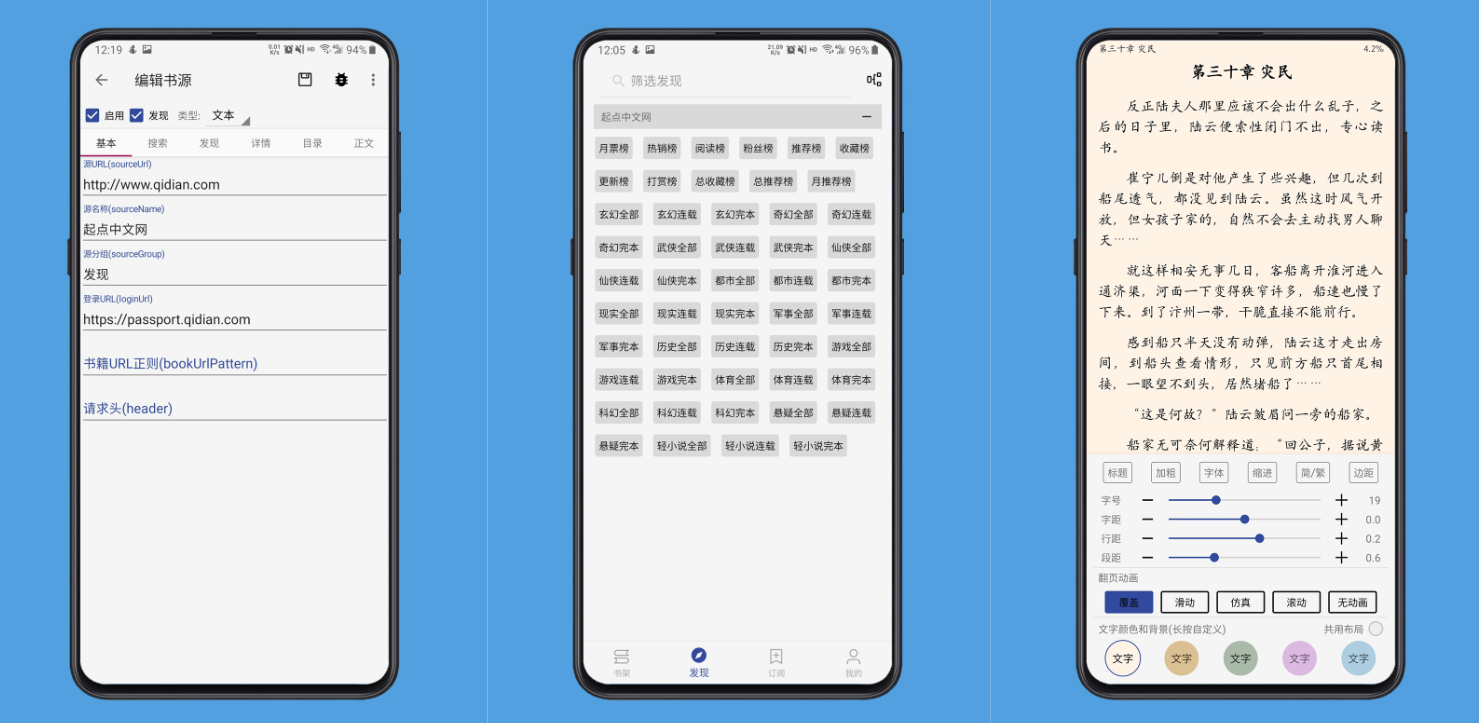 12:19
0.01
K/s
HD
4G
94%
编辑书源
启用
发现
类型:
文本
基本
搜索
发现
详情
目录
正文
源URL(sourceUrl)
http://www.qidian.com
源名称(sourceName)
起点中文网
源分组(sourceGroup)
发现
登录URL(loginUrl)
https://passport.qidian.com
书籍URL正则(bookUrlPattern)
请求头(header)
12:05
21.09
K/s
HD
4G
96%
筛选发现
起点中文网
月票榜 热销榜 阅读榜 粉丝榜 推荐榜 收藏榜
更新榜 打赏榜 总收藏榜 总推荐榜 月推荐榜
玄幻全部 玄幻连载 玄幻完本 奇幻全部 奇幻连载
奇幻完本 武侠全部 武侠连载 武侠完本 仙侠全部
仙侠连载 仙侠完本 都市全部 都市连载 都市完本
现实全部 现实连载 现实完本 军事全部 军事连载
军事完本 历史全部 历史连载 历史完本 游戏全部
游戏连载 游戏完本 体育全部 体育连载 体育完本
科幻全部 科幻连载 科幻完本 悬疑全部 悬疑连载
悬疑完本 轻小说全部 轻小说连载 轻小说完本
书架
发现
订阅
我的
第三十章 灾民
4.2%
第三十章 灾民
反正陆夫人那里应该不会出什么乱子，之
后的日子里，陆云便索性闭门不出，专心读
书。
崔宁儿倒是对他产生了些兴趣，但几次到
船尾透气，都没见到陆云。虽然这时风气开
放，但女孩子家的，自然不会去主动找男人聊
天……
就这样相安无事几日，客船离开淮河进入
通济渠，河面一下变得狭窄许多，船速也慢了
下来。到了汴州一带，干脆直接不能前行。
感到船只半天没有动弹，陆云这才走出房
间，到船头查看情形，只见前方船只首尾相
接，一眼望不到头，居然堵船了……
“这是何故？”陆云皱眉问一旁的船家。
船家无可奈何解释道：“回公子，据说黄
标题 加粗 字体 缩进 简/繁 边距
字号 19
字距 0.0
行距 0.2
段距 0.6
翻页动画
覆盖 滑动 仿真 滚动 无动画
文字颜色和背景(长按自定义) 共用布局
文字 文字 文字 文字 文字